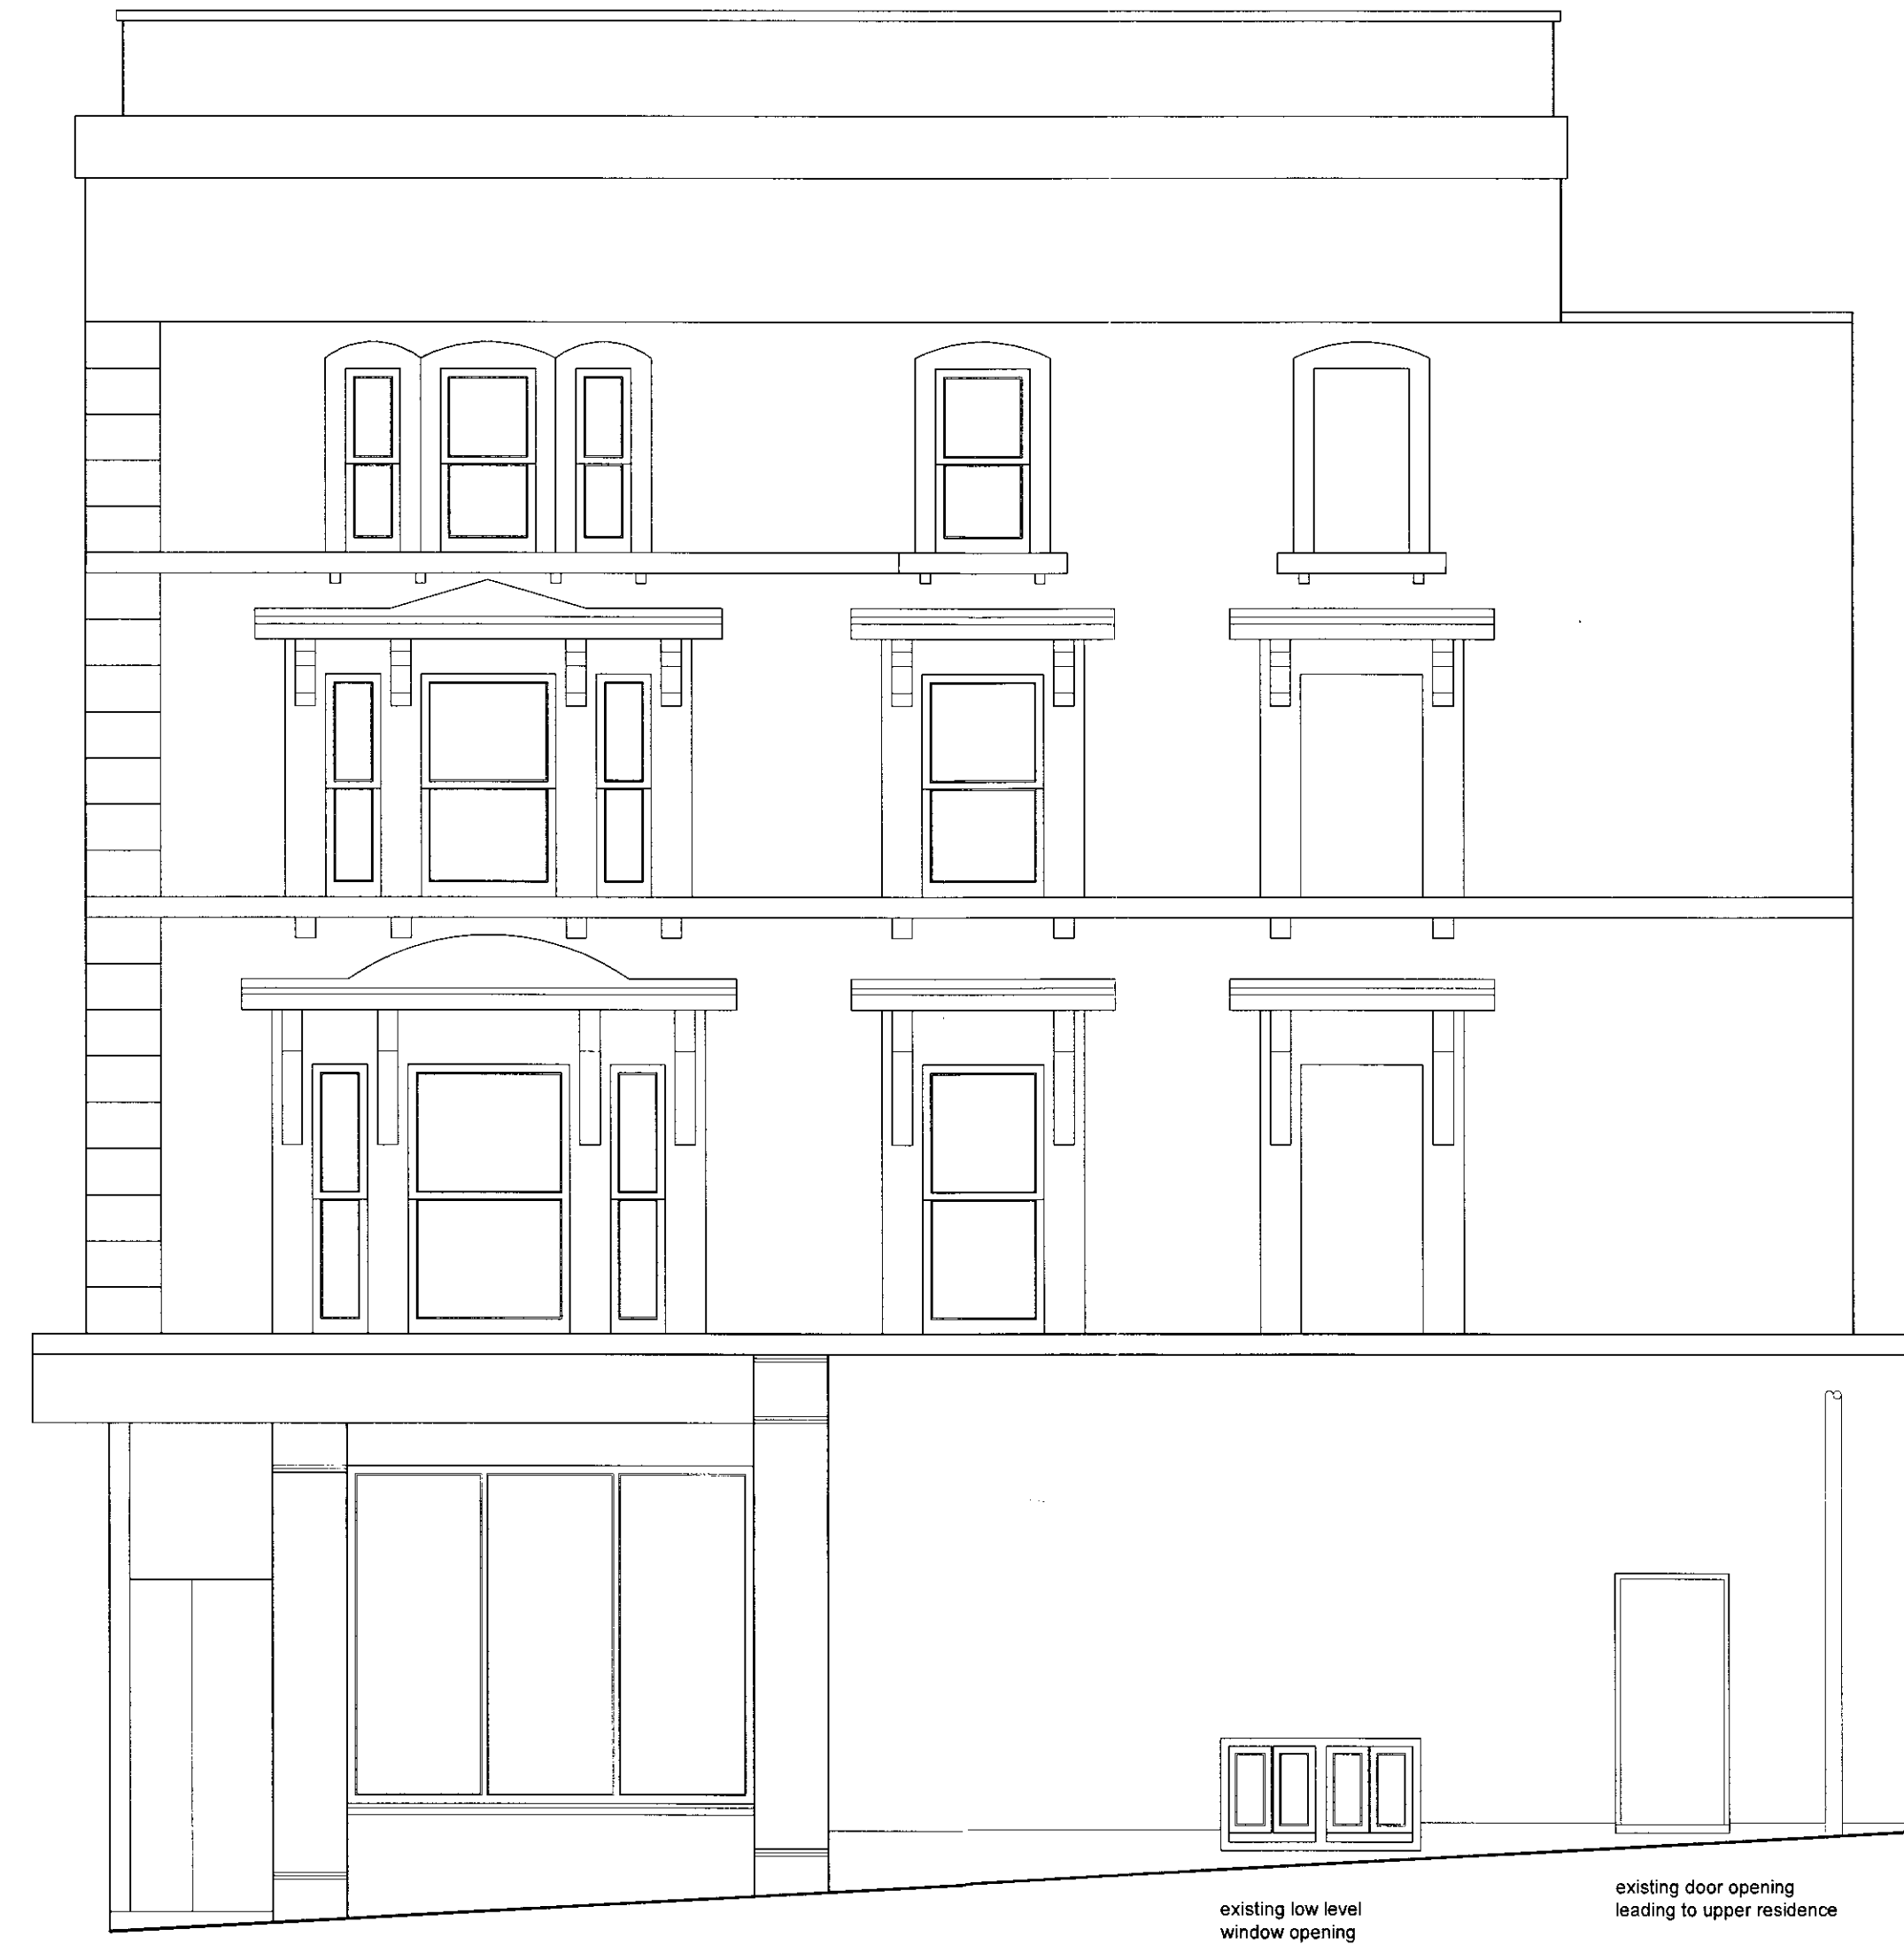 existing low level
window opening
existing door opening
leading to upper residence